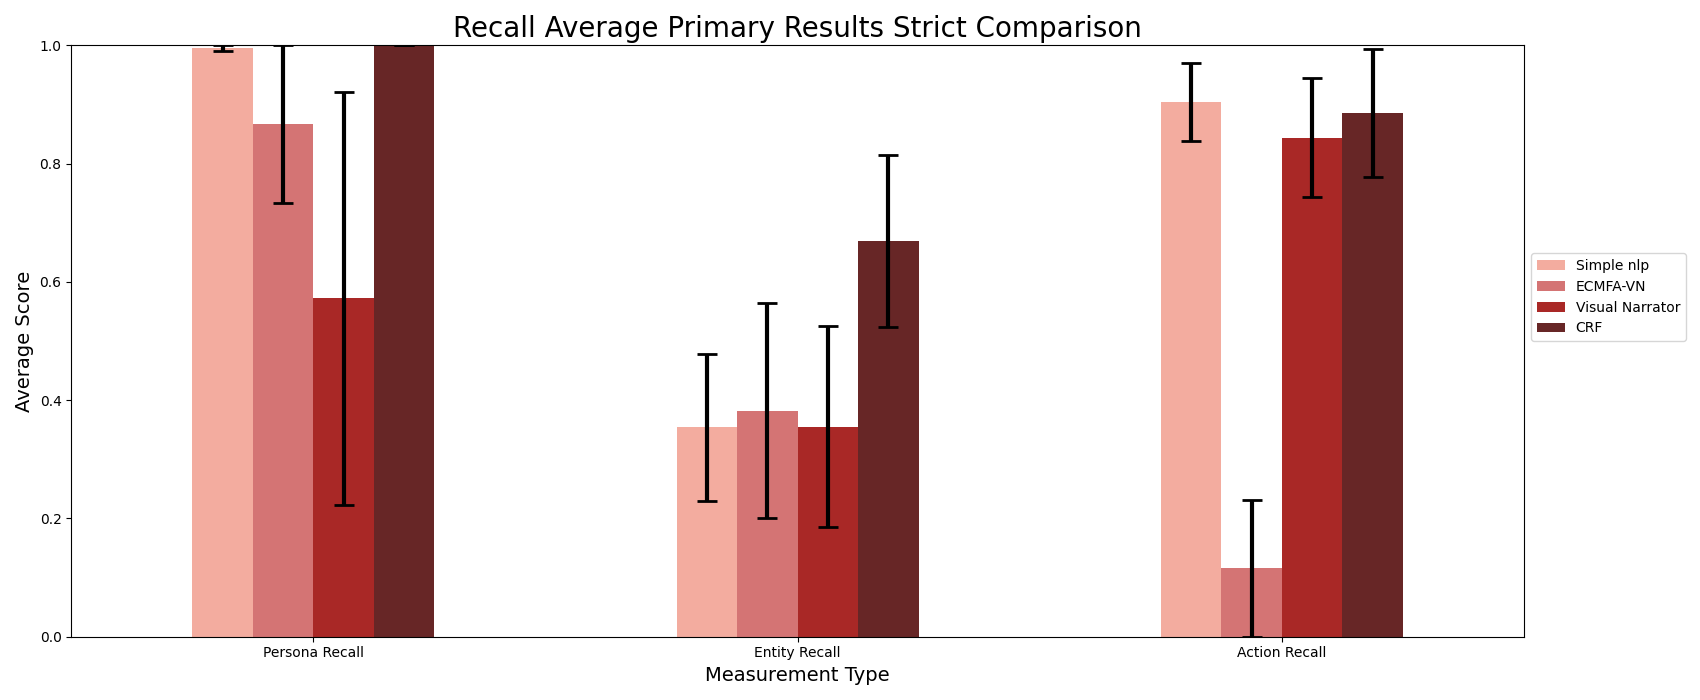 Recall Average Primary Results Strict Comparison
1.0
0.8
0.6
0.4
0.2
0.0
Average Score
Persona Recall
Entity Recall
Action Recall
Measurement Type
Simple nlp
ECMFA-VN
Visual Narrator
CRF